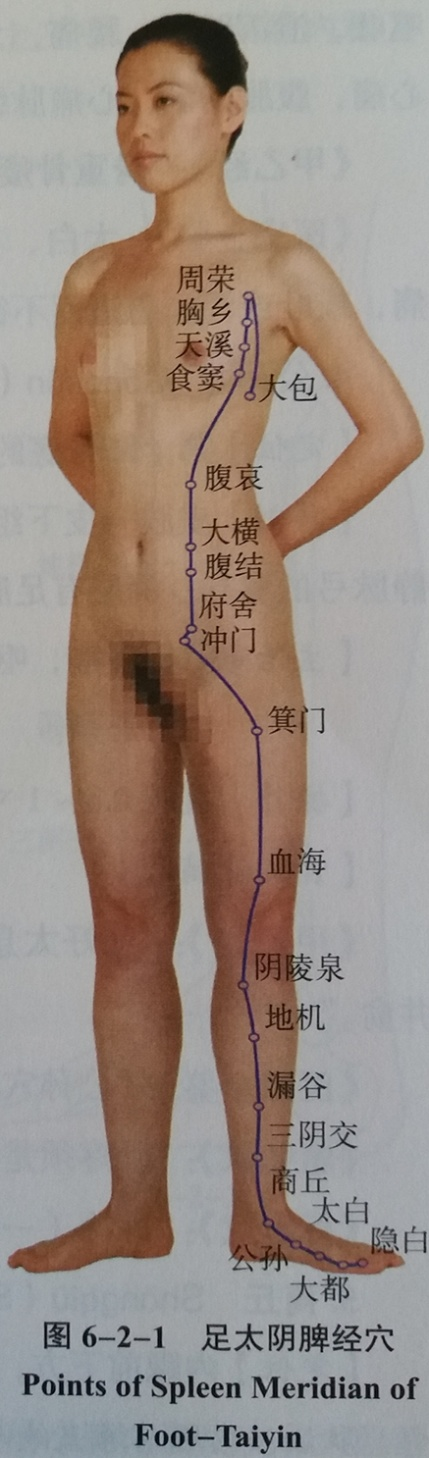 周荣
胸乡
天溪
食窦
大包
腹哀
大横
腹结
府舍
冲门
箕门
血海
阴陵泉
地机
漏谷
三阴交
商丘
太白
隐白
公孙
大都
图 6–2–1 足太阴脾经穴
Points of Spleen Meridian of
Foot–Taiyin